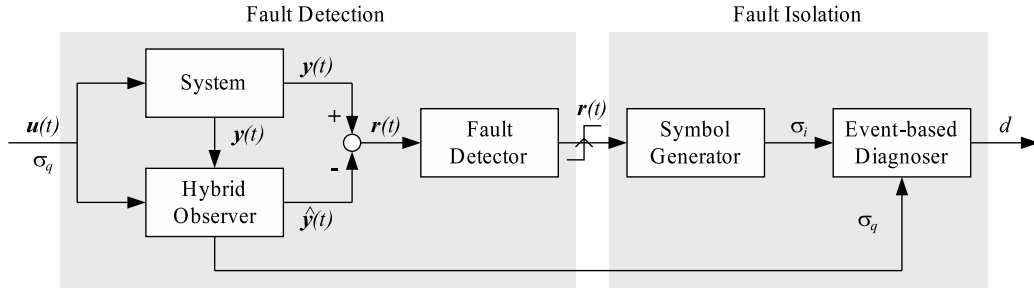 Fault Detection
Fault Isolation
System
y(t)
u(t)
σq
y(t)
+
-
r(t)
Fault
Detector
r(t)
Symbol
Generator
σi
Event-based
Diagnoser
d
Hybrid
Observer
ŷ(t)
σq